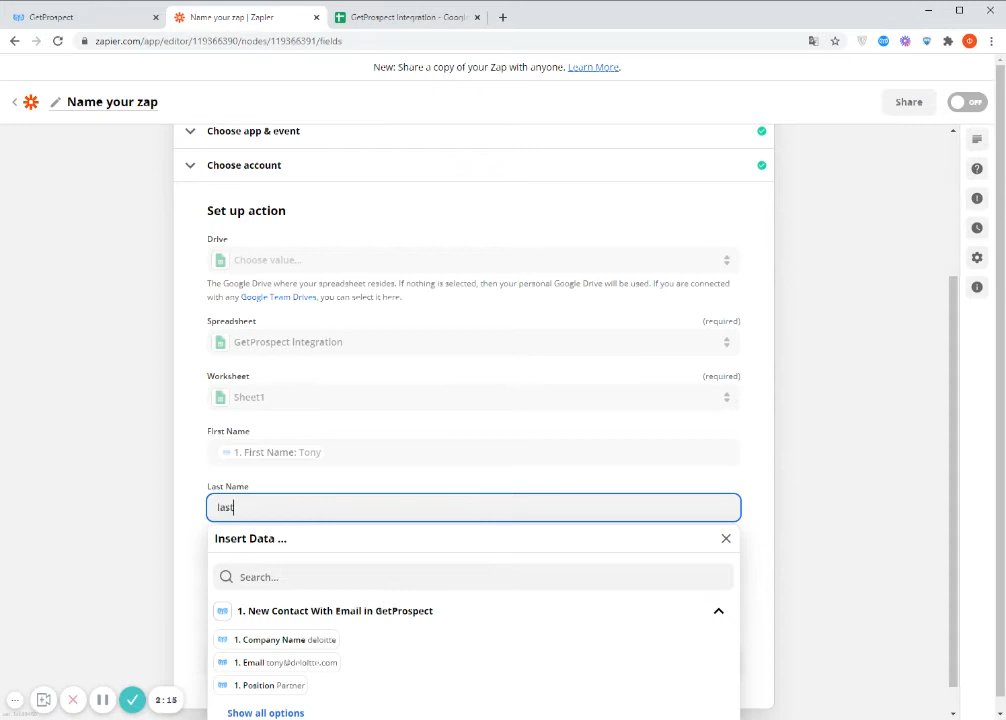 GetProspect
Name your zap | Zapier
GetProspect Integration - Googl
zapier.com/app/editor/119366390/nodes/119366391/fields
New: Share a copy of your Zap with anyone. Learn More.
Name your zap
Share
OFF
Choose app & event
Choose account
Set up action
Drive
Choose value...
The Google Drive where your spreadsheet resides. If nothing is selected, then your personal Google Drive will be used. If you are connected
with any Google Team Drives, you can select it here.
Spreadsheet (required)
GetProspect Integration
Worksheet (required)
Sheet1
First Name
1. First Name: Tony
Last Name
last
Insert Data ...
Search...
1. New Contact With Email in GetProspect
1. Company Name deloitte
1. Email tony@deloitte.com
1. Position Partner
Show all options
2:15